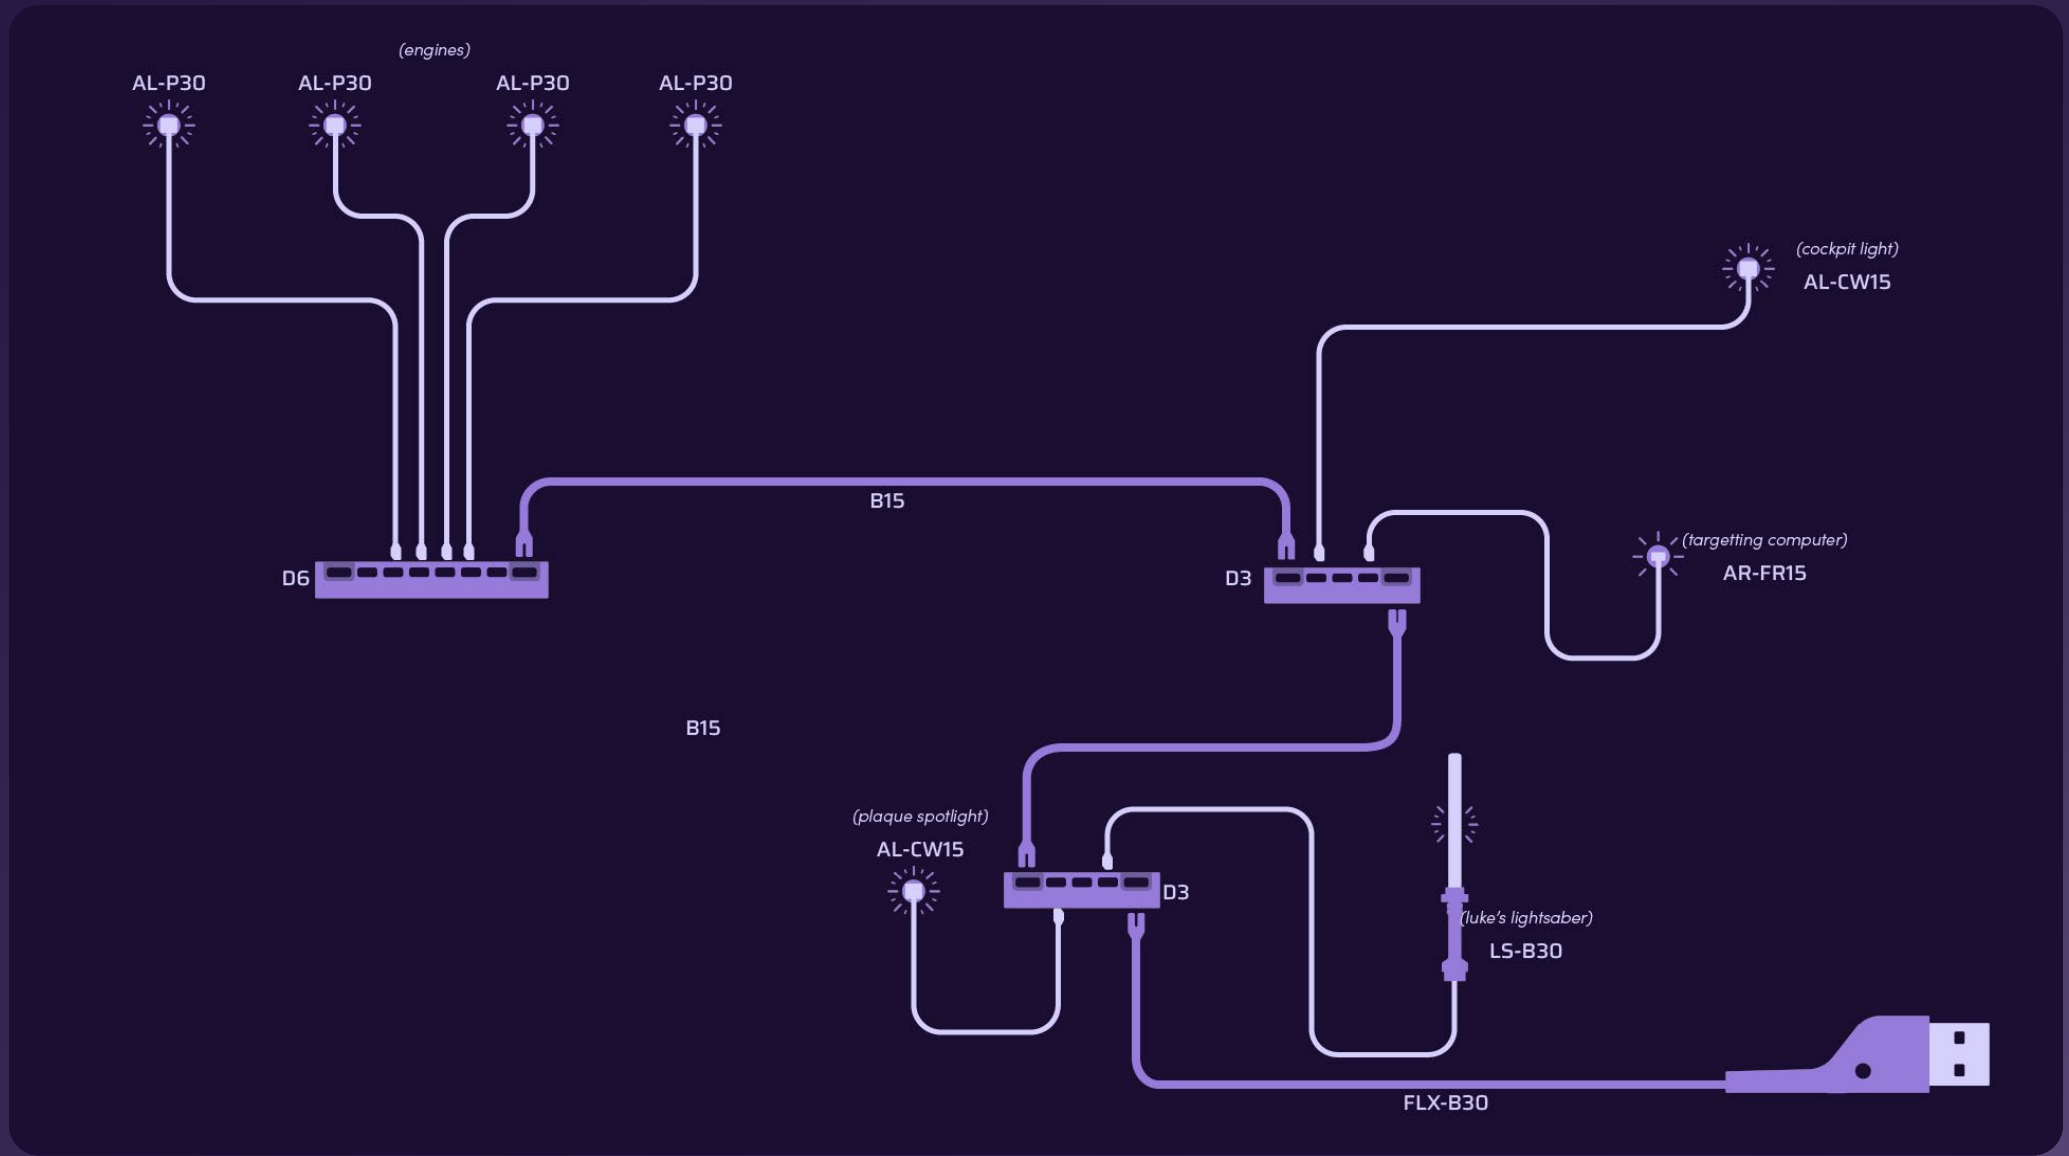 (engines)
AL-P30
AL-P30
AL-P30
AL-P30
(cockpit light)
AL-CW15
B15
(targetting computer)
AR-FR15
D6
D3
B15
(plaque spotlight)
AL-CW15
D3
(luke's lightsaber)
LS-B30
FLX-B30